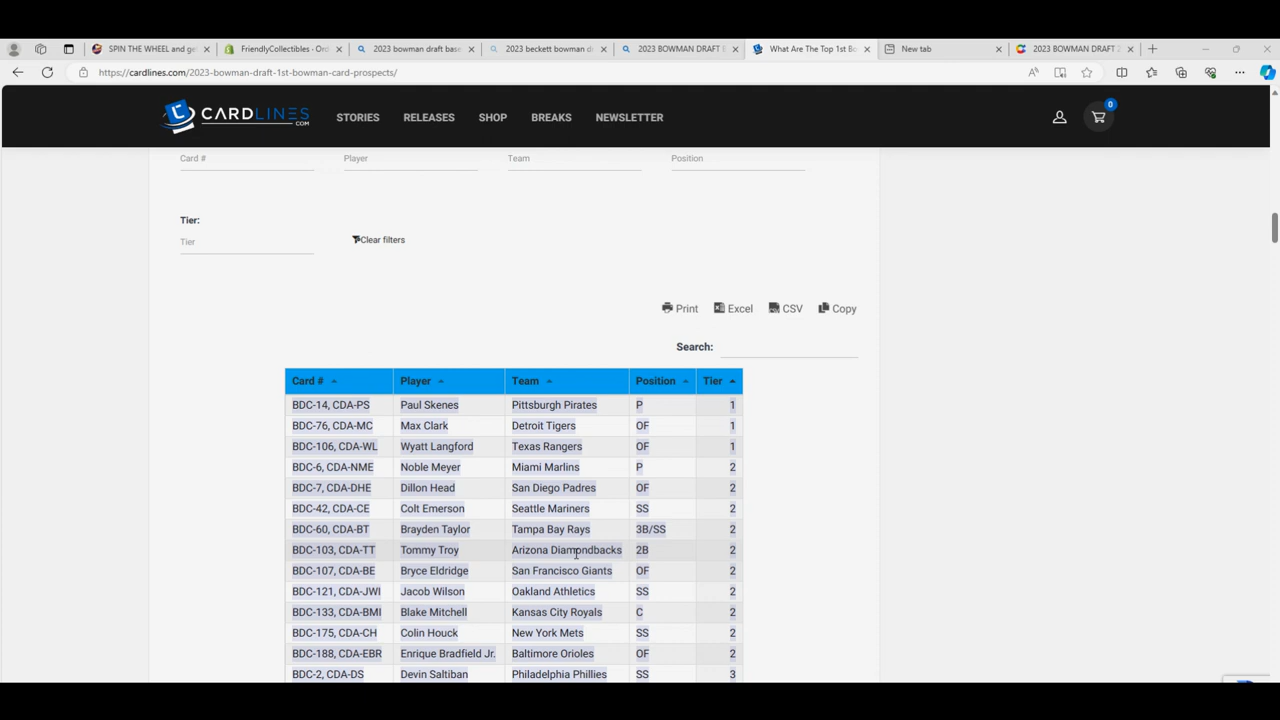 SPIN THE WHEEL and ge
FriendlyCollectibles - Ord
2023 bowman draft base
2023 beckett bowman dr
2023 BOWMAN DRAFT B
What Are The Top 1st Bo
New tab
2023 BOWMAN DRAFT 2
https://cardlines.com/2023-bowman-draft-1st-bowman-card-prospects/
CARDLINES
.COM
STORIES RELEASES SHOP BREAKS NEWSLETTER
0
Card # Player Team Position
Tier:
Tier
Clear filters
Print Excel CSV Copy
Search:
Card # Player Team Position Tier
BDC-14, CDA-PS Paul Skenes Pittsburgh Pirates P 1
BDC-76, CDA-MC Max Clark Detroit Tigers OF 1
BDC-106, CDA-WL Wyatt Langford Texas Rangers OF 1
BDC-6, CDA-NME Noble Meyer Miami Marlins P 2
BDC-7, CDA-DHE Dillon Head San Diego Padres OF 2
BDC-42, CDA-CE Colt Emerson Seattle Mariners SS 2
BDC-60, CDA-BT Brayden Taylor Tampa Bay Rays 3B/SS 2
BDC-103, CDA-TT Tommy Troy Arizona Diamondbacks 2B 2
BDC-107, CDA-BE Bryce Eldridge San Francisco Giants OF 2
BDC-121, CDA-JWI Jacob Wilson Oakland Athletics SS 2
BDC-133, CDA-BMI Blake Mitchell Kansas City Royals C 2
BDC-175, CDA-CH Colin Houck New York Mets SS 2
BDC-188, CDA-EBR Enrique Bradfield Jr. Baltimore Orioles OF 2
BDC-2, CDA-DS Devin Saltiban Philadelphia Phillies SS 3